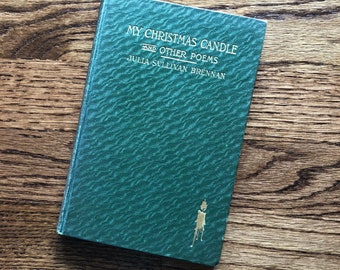 MY CHRISTMAS CANDLE
AND OTHER POEMS
JULIA SULLIVAN BRENNAN